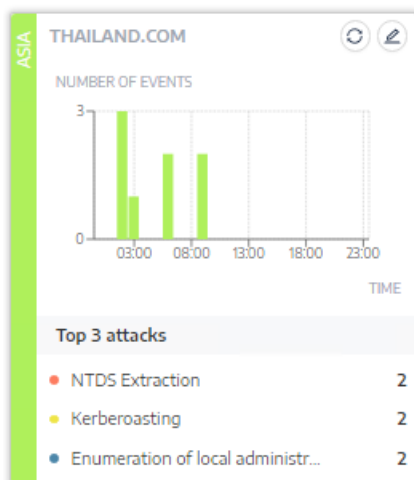 ASIA
THAILAND.COM
NUMBER OF EVENTS
3
0
03:00 08:00 13:00 18:00 23:00
TIME
Top 3 attacks
NTDS Extraction 2
Kerberoasting 2
Enumeration of local administr... 2